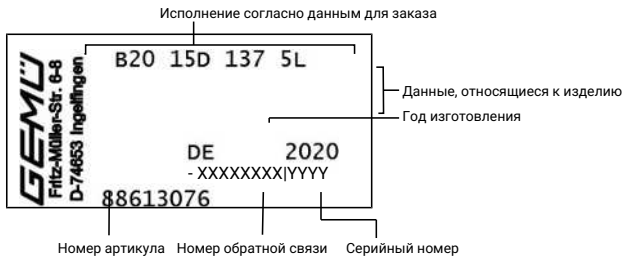 Исполнение согласно данным для заказа
GEMÜ
Fritz-Müller-Str. 6-8
D-74653 Ingelfingen
B20 15D 137 5L
Данные, относящиеся к изделию
Год изготовления
DE 2020
- XXXXXXXX|YYYY
88613076
Номер артикула Номер обратной связи Серийный номер